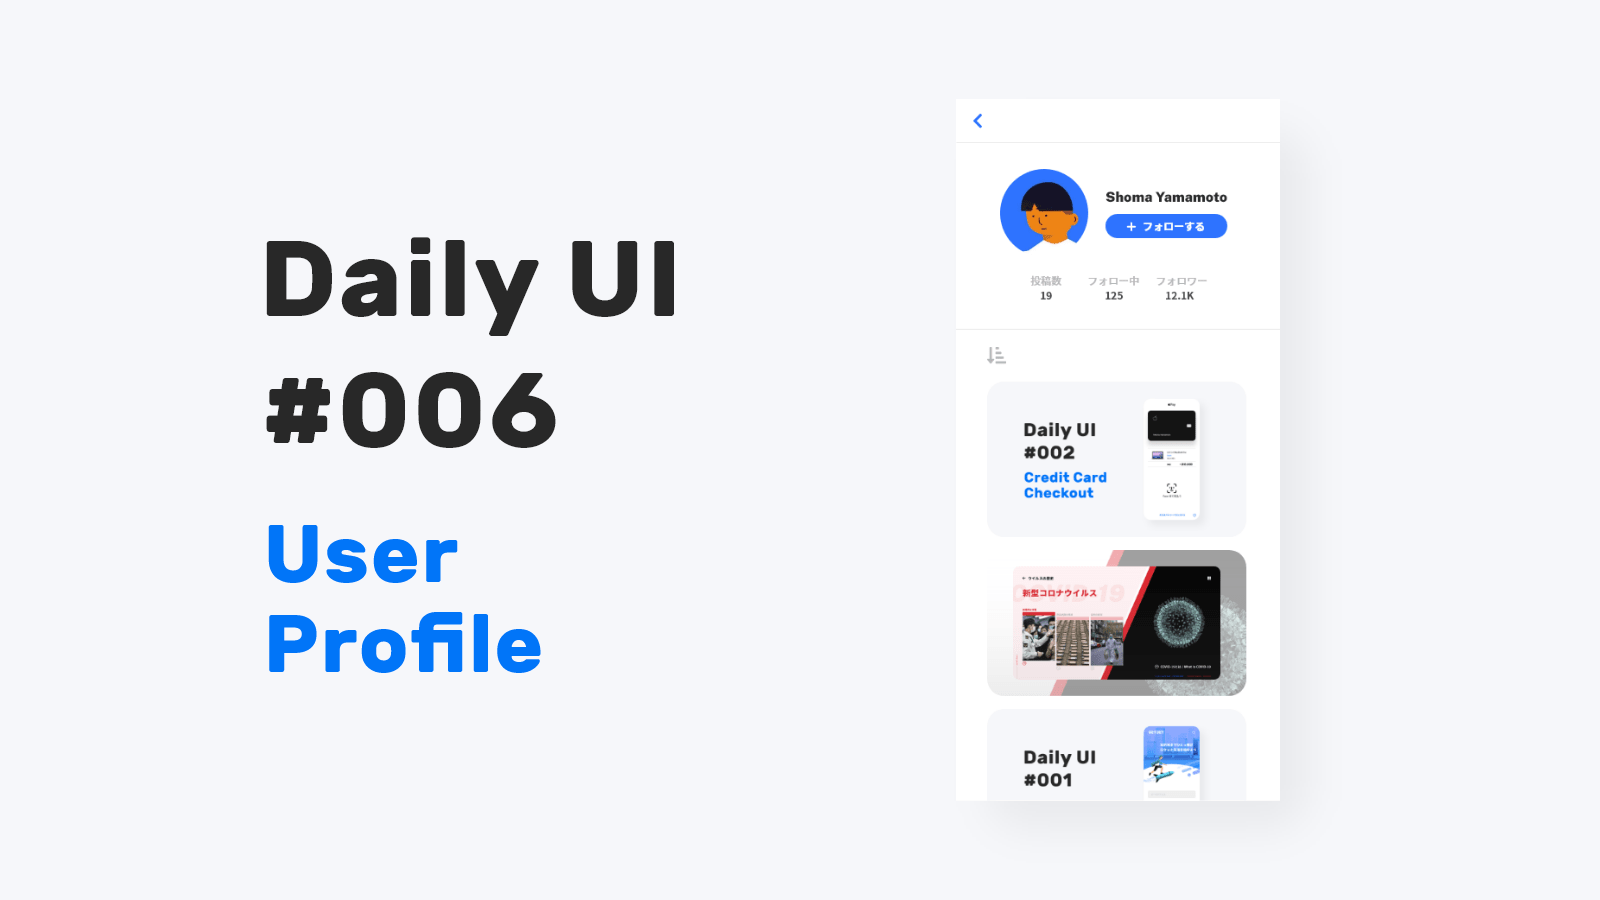 Daily UI
#006
User
Profile
Shoma Yamamoto
+ フォローする
投稿数 フォロー中 フォロワー
19 125 12.1K
Daily UI
#002
Credit Card
Checkout
新型コロナウイルス
Daily UI
#001